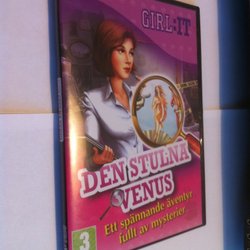 GIRL:IT
DEN STULNA
VENUS
Ett spännande äventyr
fullt av mysterier...
3